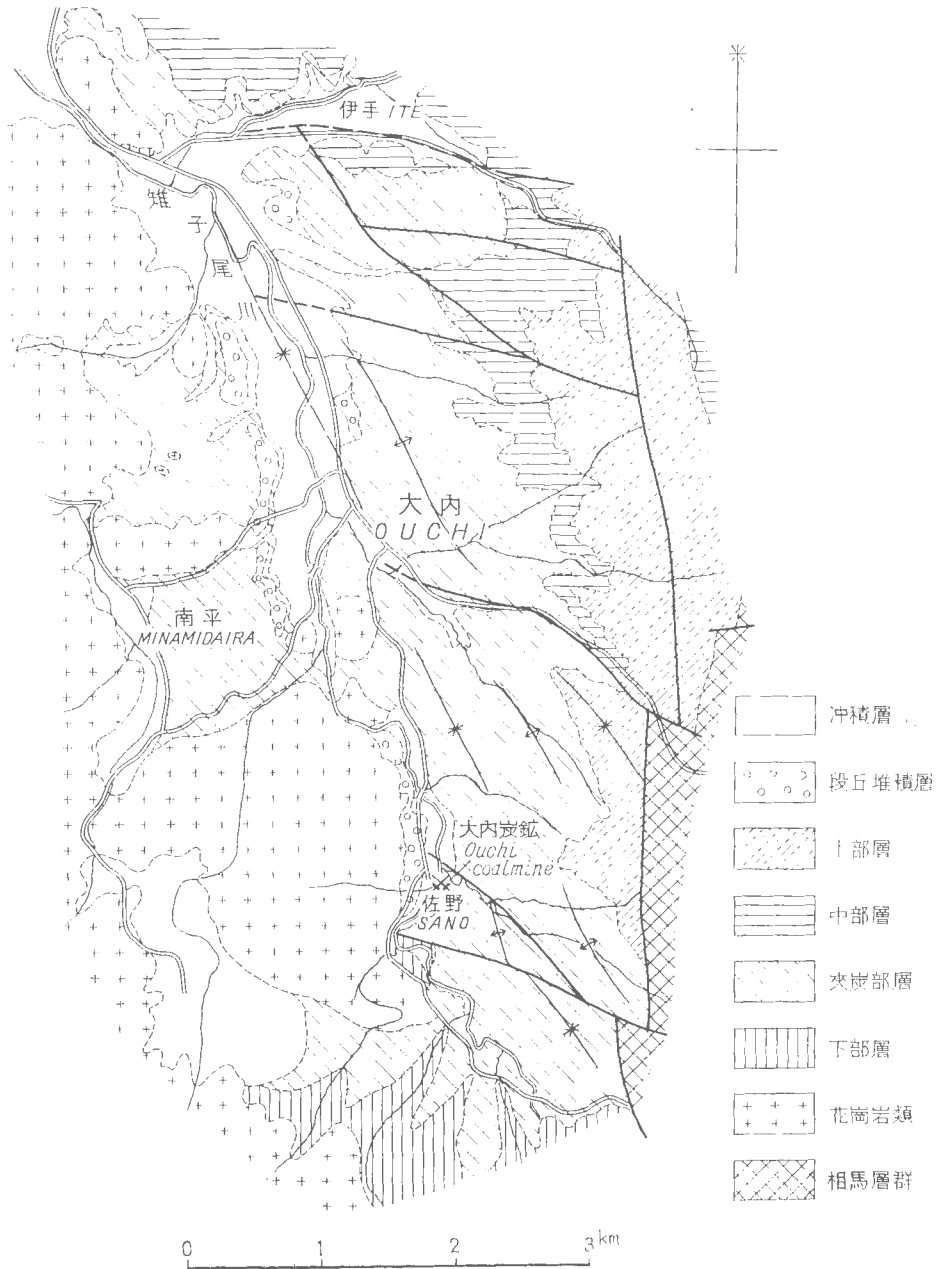 伊手 ITE
雉
子
尾
川
大内
OUCHI
南平
MINAMIDAIRA
大内炭鉱
Ouchi
coalmine
佐野
SANO
沖積層
段丘堆積層
上部層
中部層
夾炭部層
下部層
花崗岩類
相馬層群
0 1 2 3 km